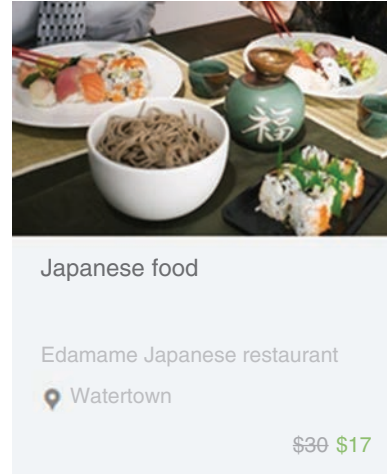 福
Japanese food
Edamame Japanese restaurant
Watertown
$30 $17